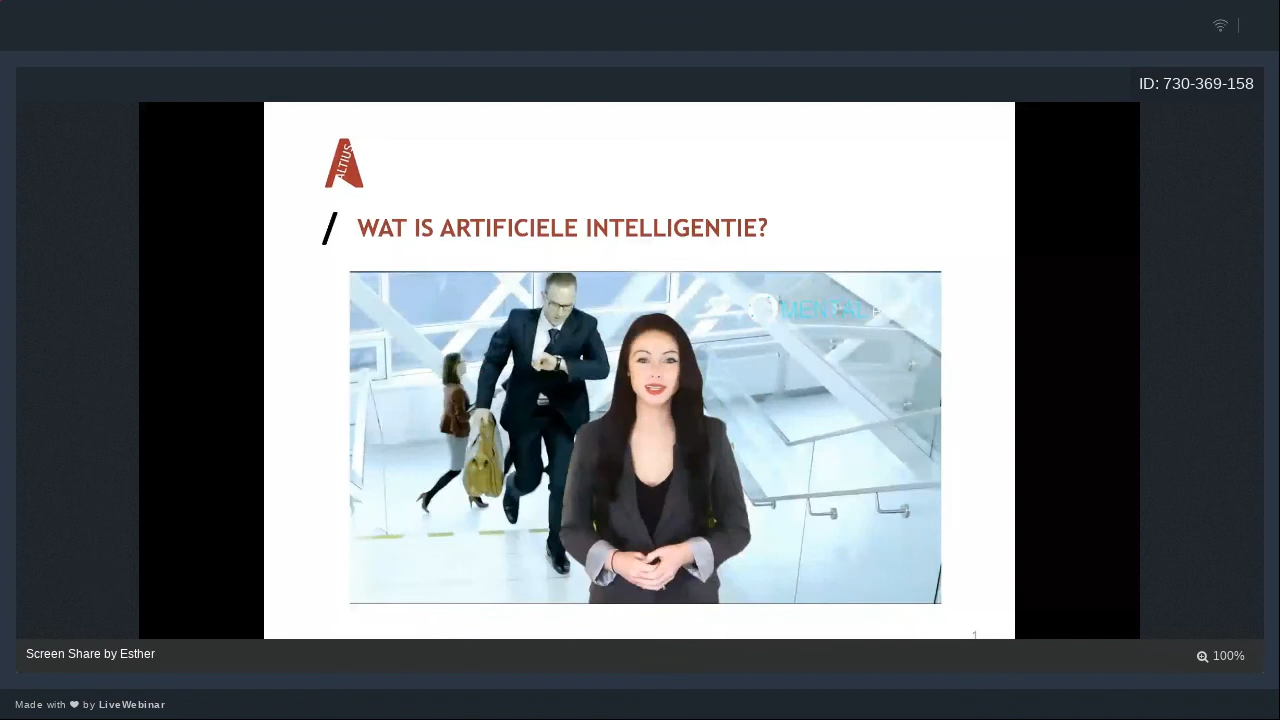 ID: 730-369-158
ALTIUS
/ WAT IS ARTIFICIELE INTELLIGENTIE?
MENTAL
1
Screen Share by Esther
100%
Made with ❤ by LiveWebinar